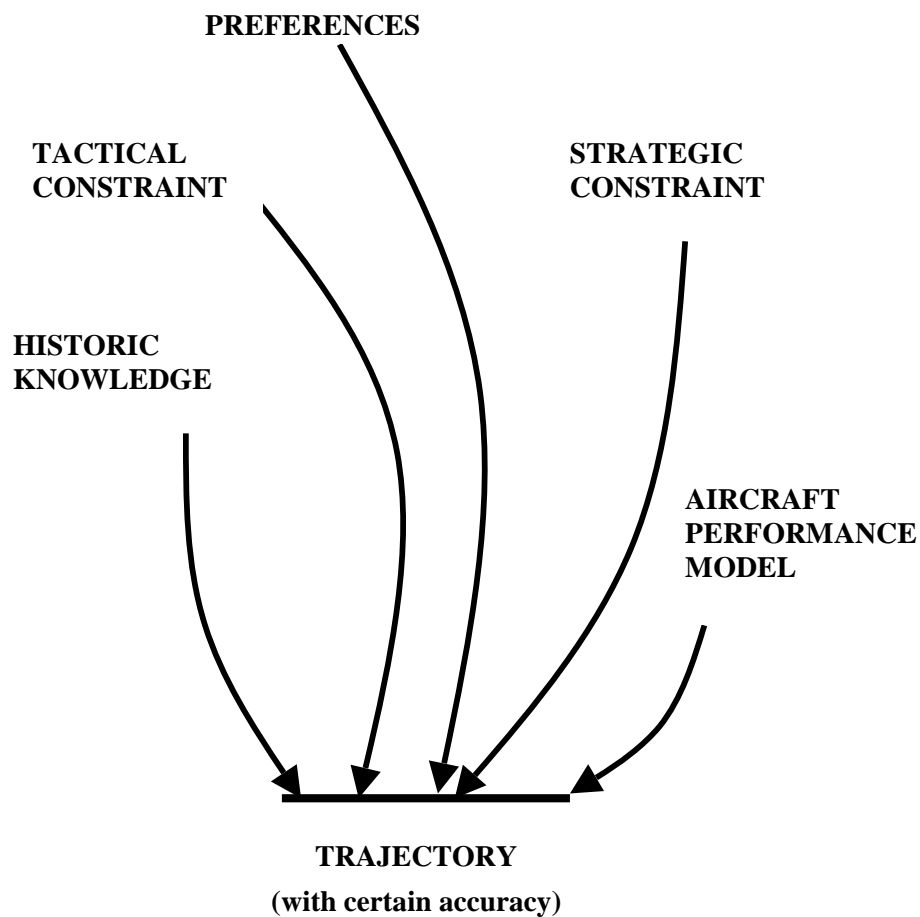 PREFERENCES
TACTICAL
CONSTRAINT
STRATEGIC
CONSTRAINT
HISTORIC
KNOWLEDGE
AIRCRAFT
PERFORMANCE
MODEL
TRAJECTORY
(with certain accuracy)